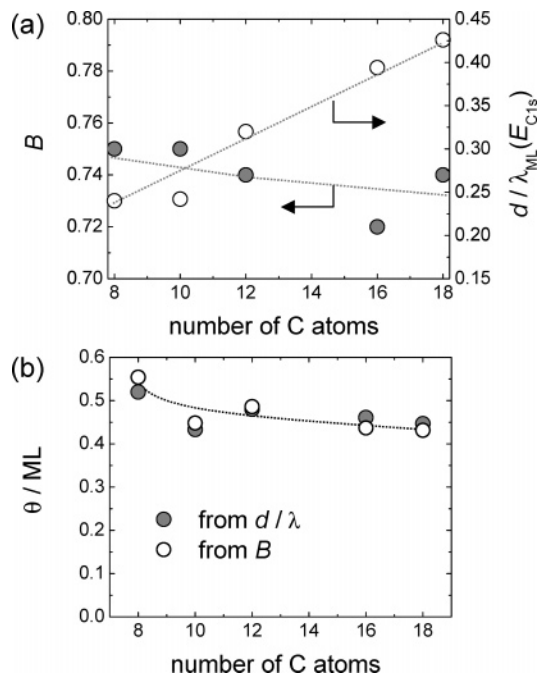 (a)
0.80
0.78
0.76
0.74
0.72
0.70
B
0.45
0.40
0.35
0.30
0.25
0.20
0.15
d / λML(EC1s)
8 10 12 14 16 18
number of C atoms
(b)
0.6
0.5
0.4
0.3
0.2
0.1
0.0
θ / ML
from d / λ
from B
8 10 12 14 16 18
number of C atoms